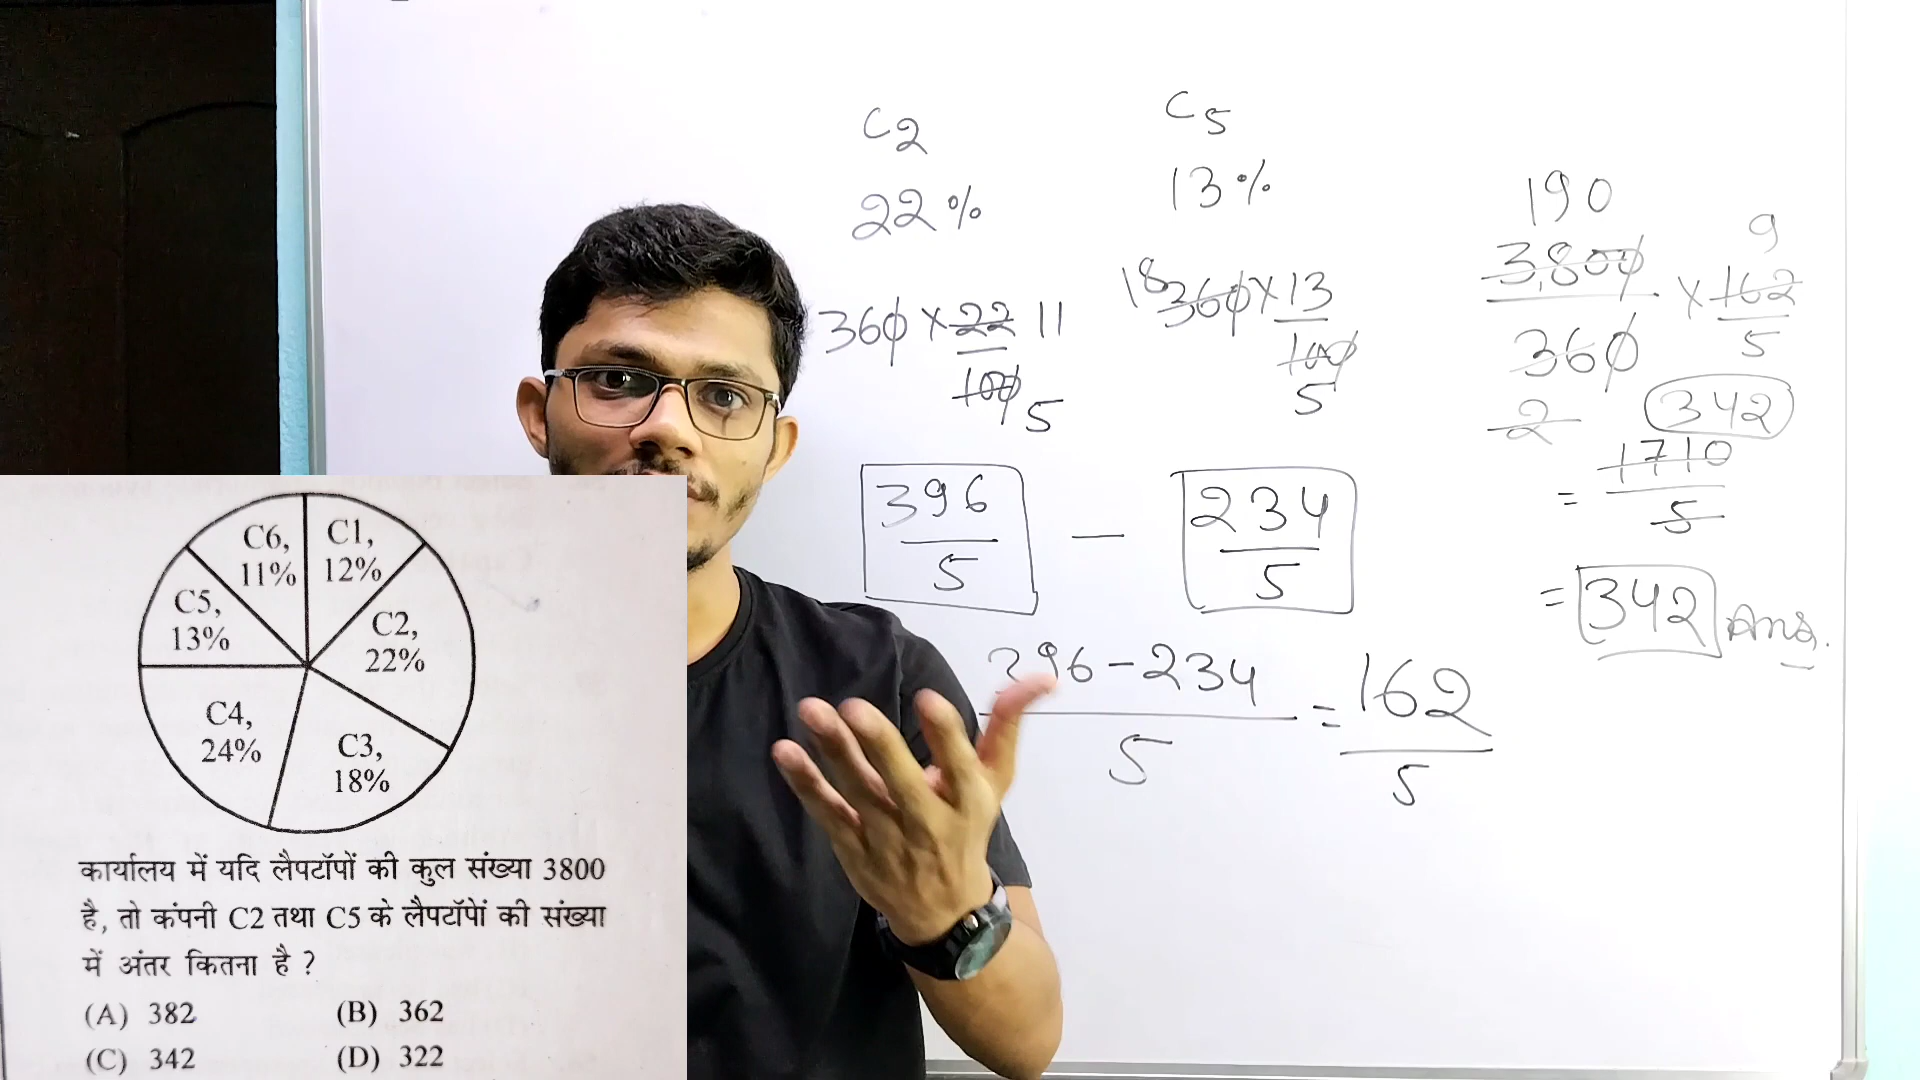 C2
22%
360 × 22 11
100 5
C5
13%
18 360 × 13
100
5
396
5
−
234
5
396 − 234
5
= 162
5
190
3,800 × 162 9
360 5
2
342
= 1710
5
= 342 Ans.
C6,
11%
C1,
12%
C5,
13%
C2,
22%
C4,
24%
C3,
18%
कार्यालय में यदि लैपटॉपों की कुल संख्या 3800
है, तो कंपनी C2 तथा C5 के लैपटॉपों की संख्या
में अंतर कितना है ?
(A) 382 (B) 362
(C) 342 (D) 322